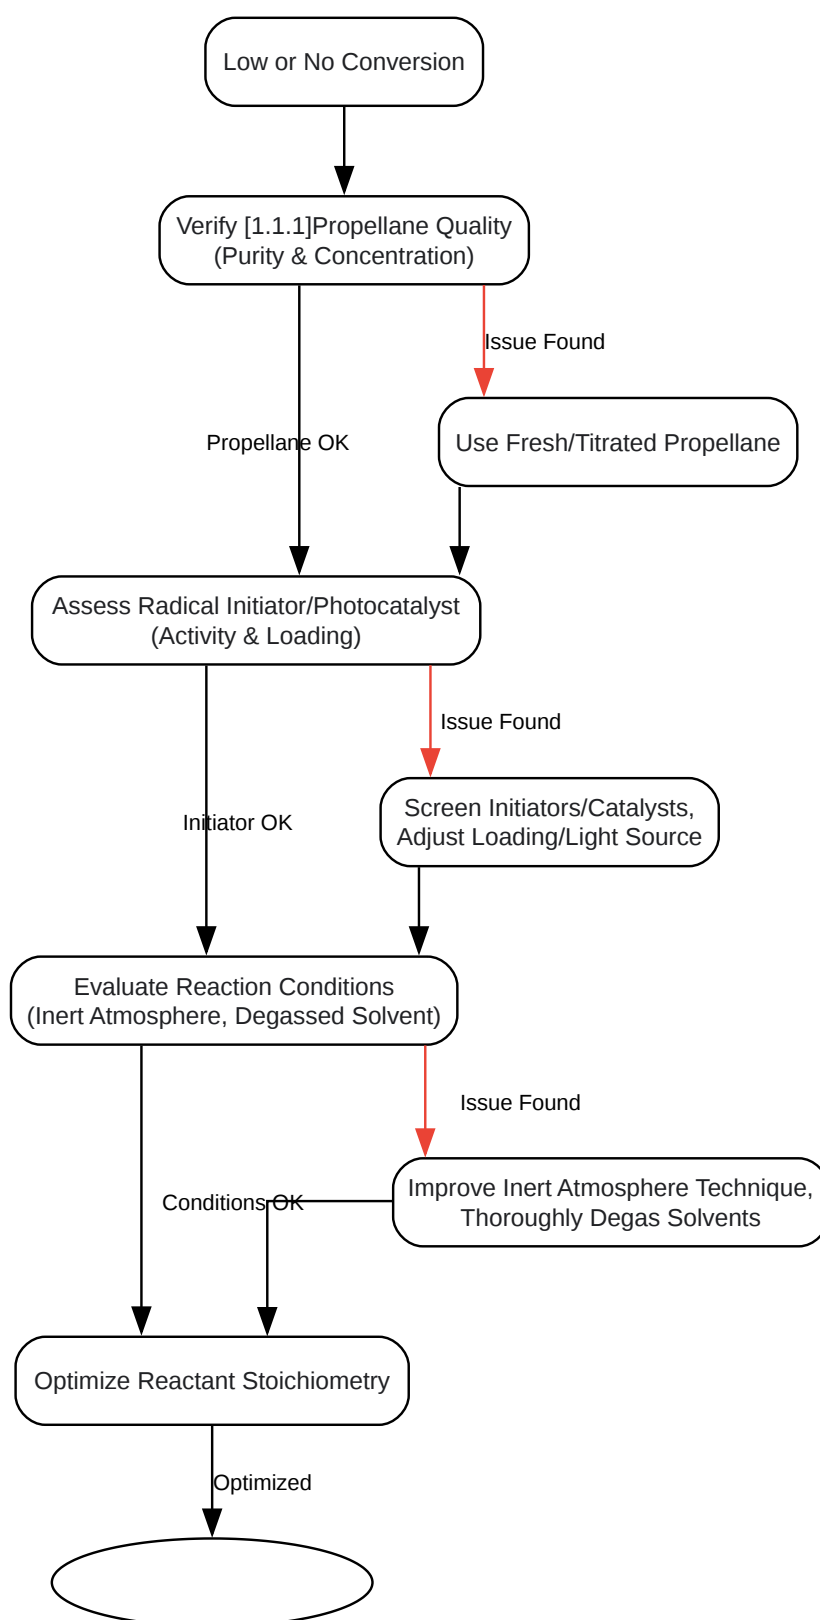 Low or No Conversion
Verify [1.1.1]Propellane Quality
(Purity & Concentration)
Issue Found
Propellane OK
Use Fresh/Titrated Propellane
Assess Radical Initiator/Photocatalyst
(Activity & Loading)
Issue Found
Screen Initiators/Catalysts,
Adjust Loading/Light Source
Initiator OK
Evaluate Reaction Conditions
(Inert Atmosphere, Degassed Solvent)
Issue Found
Improve Inert Atmosphere Technique,
Thoroughly Degas Solvents
Conditions OK
Optimize Reactant Stoichiometry
Optimized